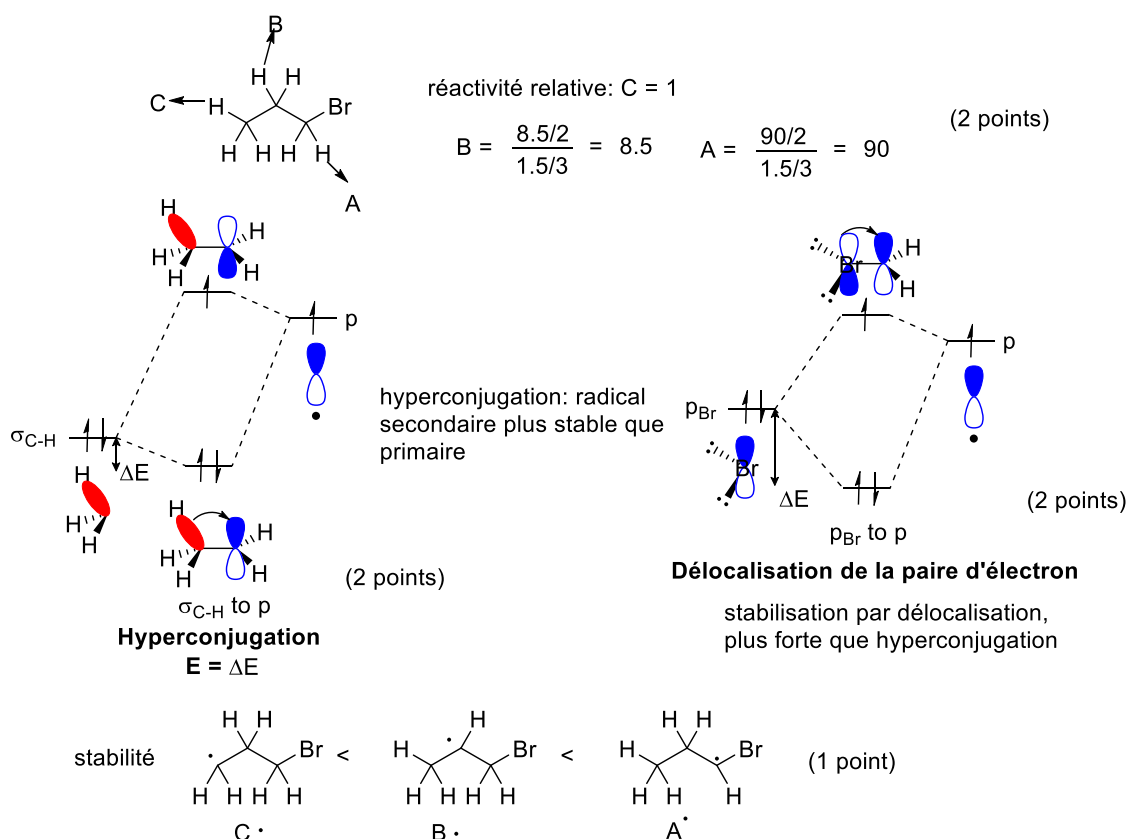 B
H H
C H Br
H H H H
A
réactivité relative: C = 1
B = 8.5/2 / 1.5/3 = 8.5 A = 90/2 / 1.5/3 = 90
(2 points)
H
H
H
H
H
p
σC-H
ΔE
H
H
H
H
H
H
H
H
σC-H to p
Hyperconjugation
E = ΔE
(2 points)
hyperconjugation: radical
secondaire plus stable que
primaire
Br
H
H
p
pBr
Br
ΔE
pBr to p
(2 points)
Délocalisation de la paire d'électron
stabilisation par délocalisation,
plus forte que hyperconjugation
stabilité
H H
Br
H H H H
C •
<
H
H
Br
H H H H
B •
<
H H
H Br
H H H
A•
(1 point)